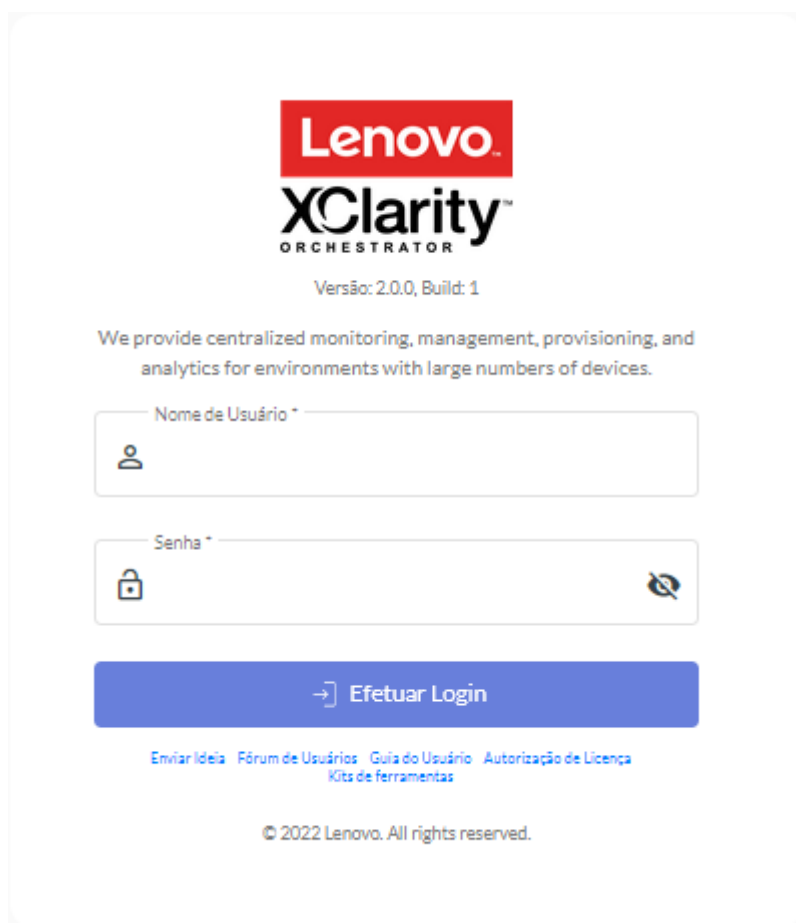 Lenovo™
XClarity™
ORCHESTRATOR
Versão: 2.0.0, Build: 1
We provide centralized monitoring, management, provisioning, and
analytics for environments with large numbers of devices.
Nome de Usuário *
Senha *
Efetuar Login
Enviar Ideia Fórum de Usuários Guia do Usuário Autorização de Licença
Kits de ferramentas
© 2022 Lenovo. All rights reserved.